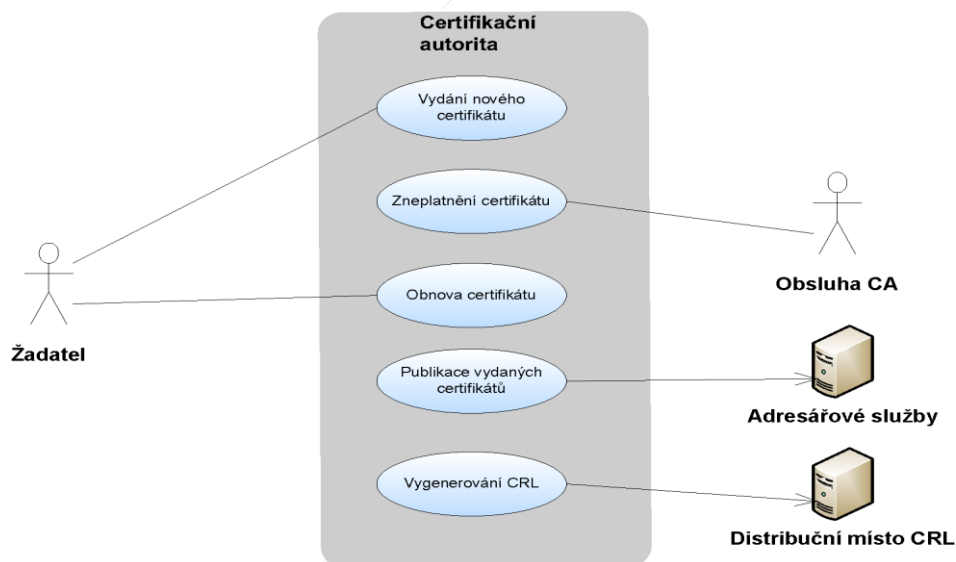 Certifikační
autorita
Vydání nového
certifikátu
Zneplatnění certifikátu
Obsluha CA
Obnova certifikátu
Žadatel
Publikace vydaných
certifikátů
Adresářové služby
Vygenerování CRL
Distribuční místo CRL